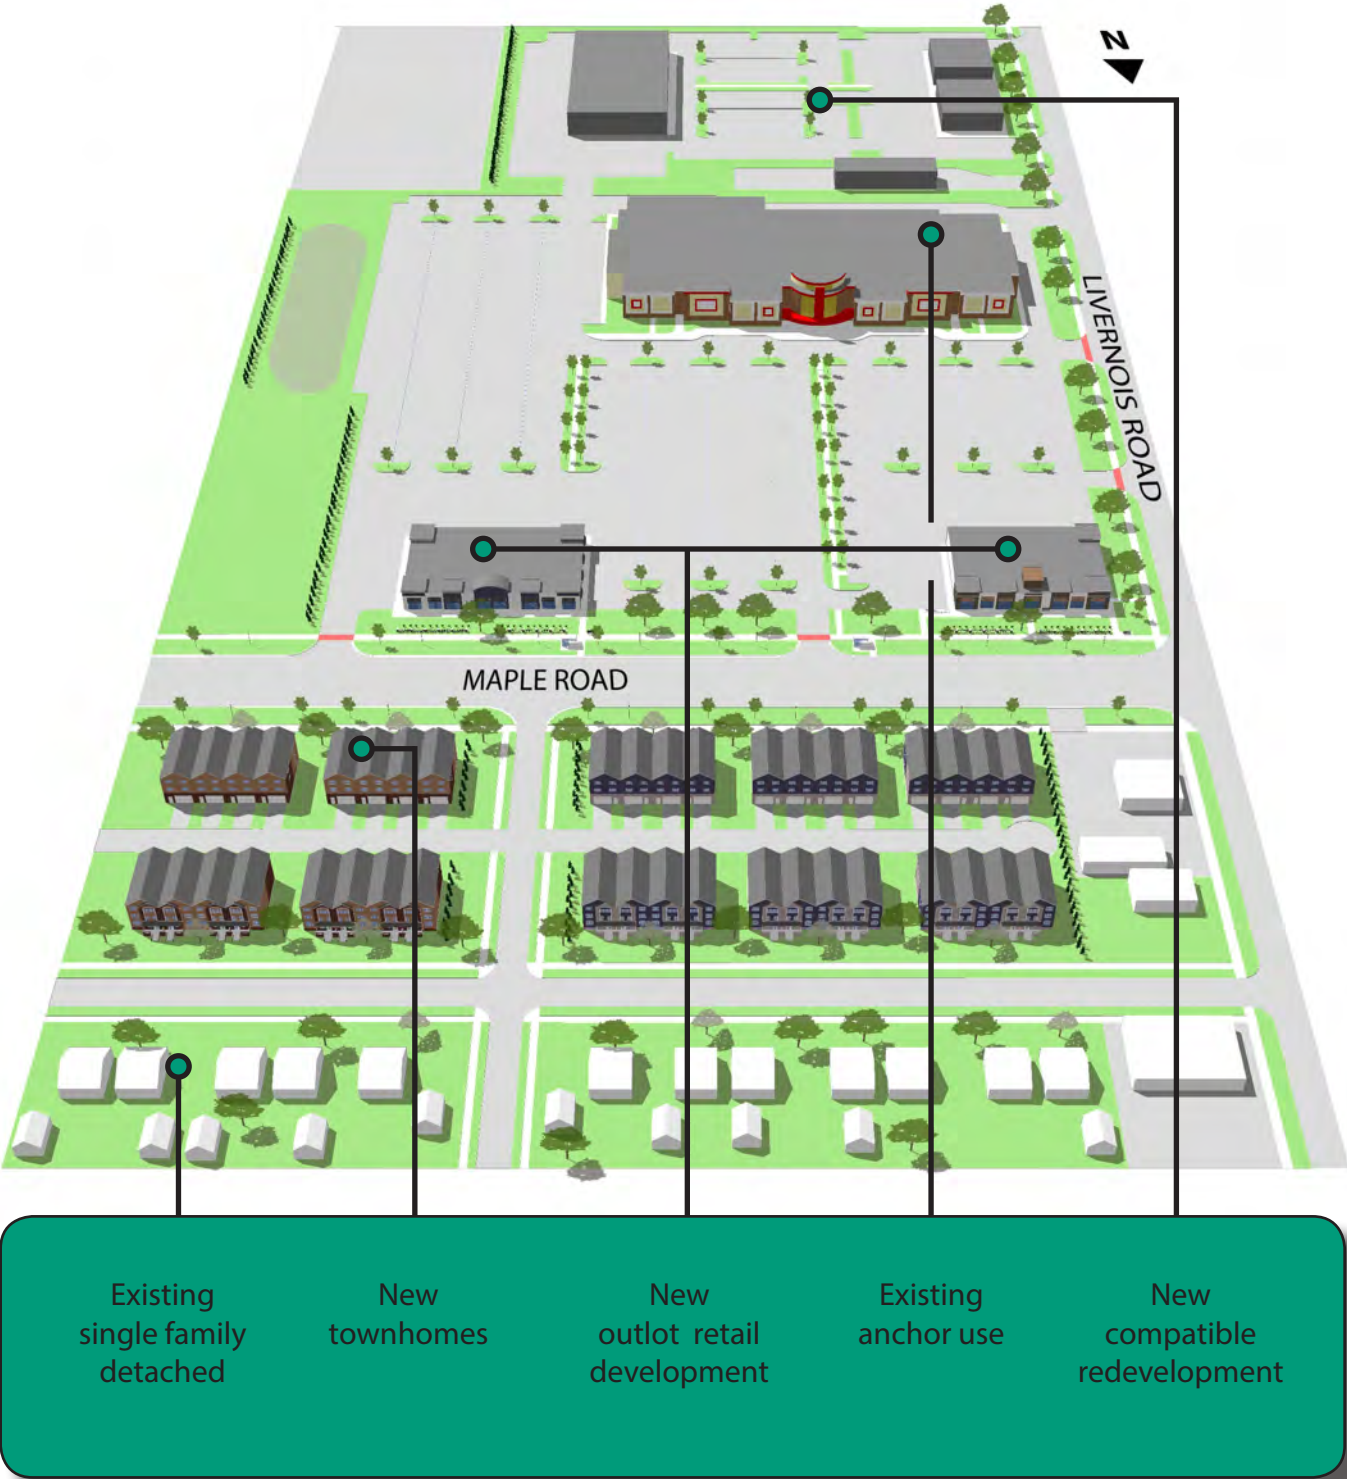 N
LIVERNOIS ROAD
MAPLE ROAD
Existing
single family
detached
New
townhomes
New
outlot retail
development
Existing
anchor use
New
compatible
redevelopment